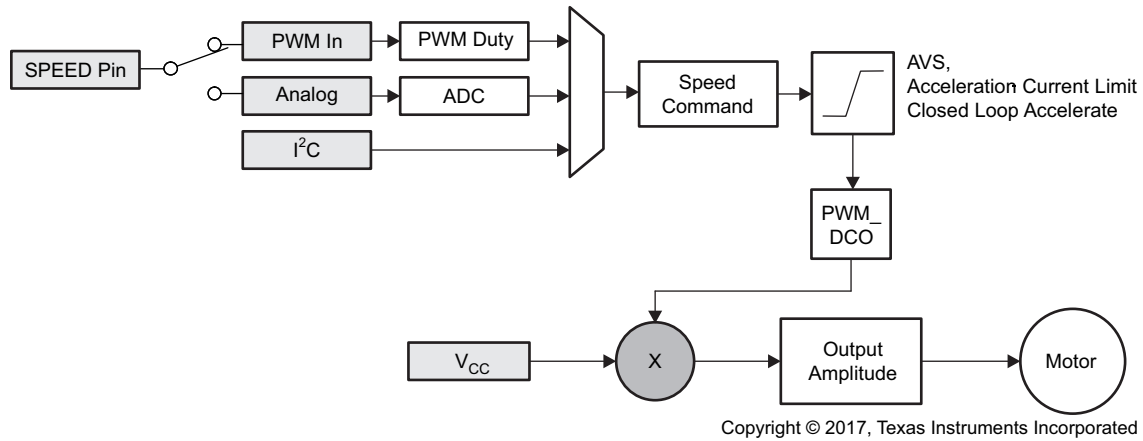 SPEED Pin
PWM In
PWM Duty
Analog
ADC
I²C
Speed
Command
AVS,
Acceleration Current Limit
Closed Loop Accelerate
PWM_
DCO
V_CC
X
Output
Amplitude
Motor
Copyright © 2017, Texas Instruments Incorporated